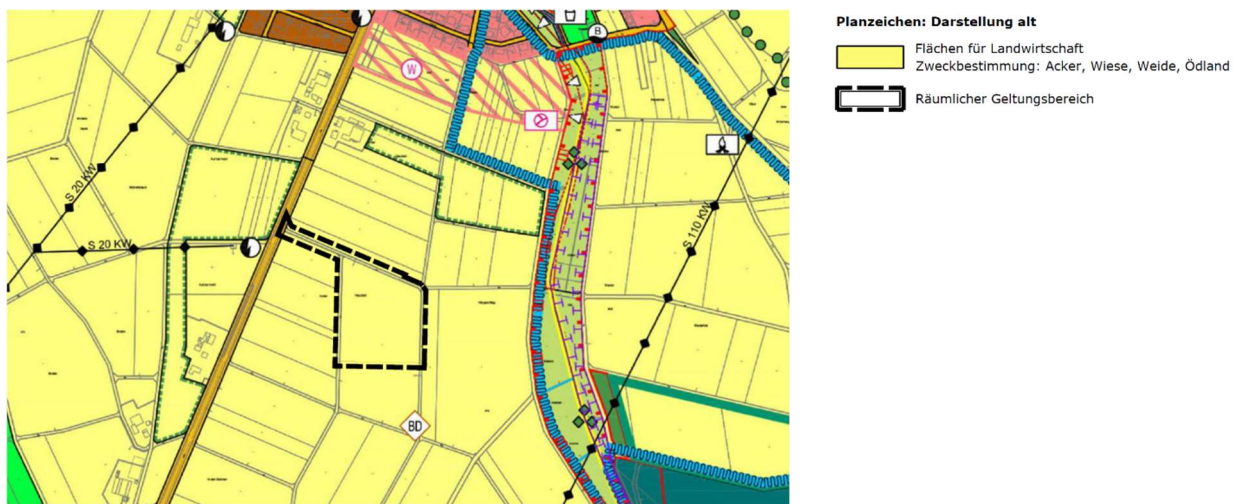 Planzeichen: Darstellung alt
Flächen für Landwirtschaft
Zweckbestimmung: Acker, Wiese, Weide, Ödland
Räumlicher Geltungsbereich
B
W
S 20 KW
S 20 KW
S 110 KW
BD